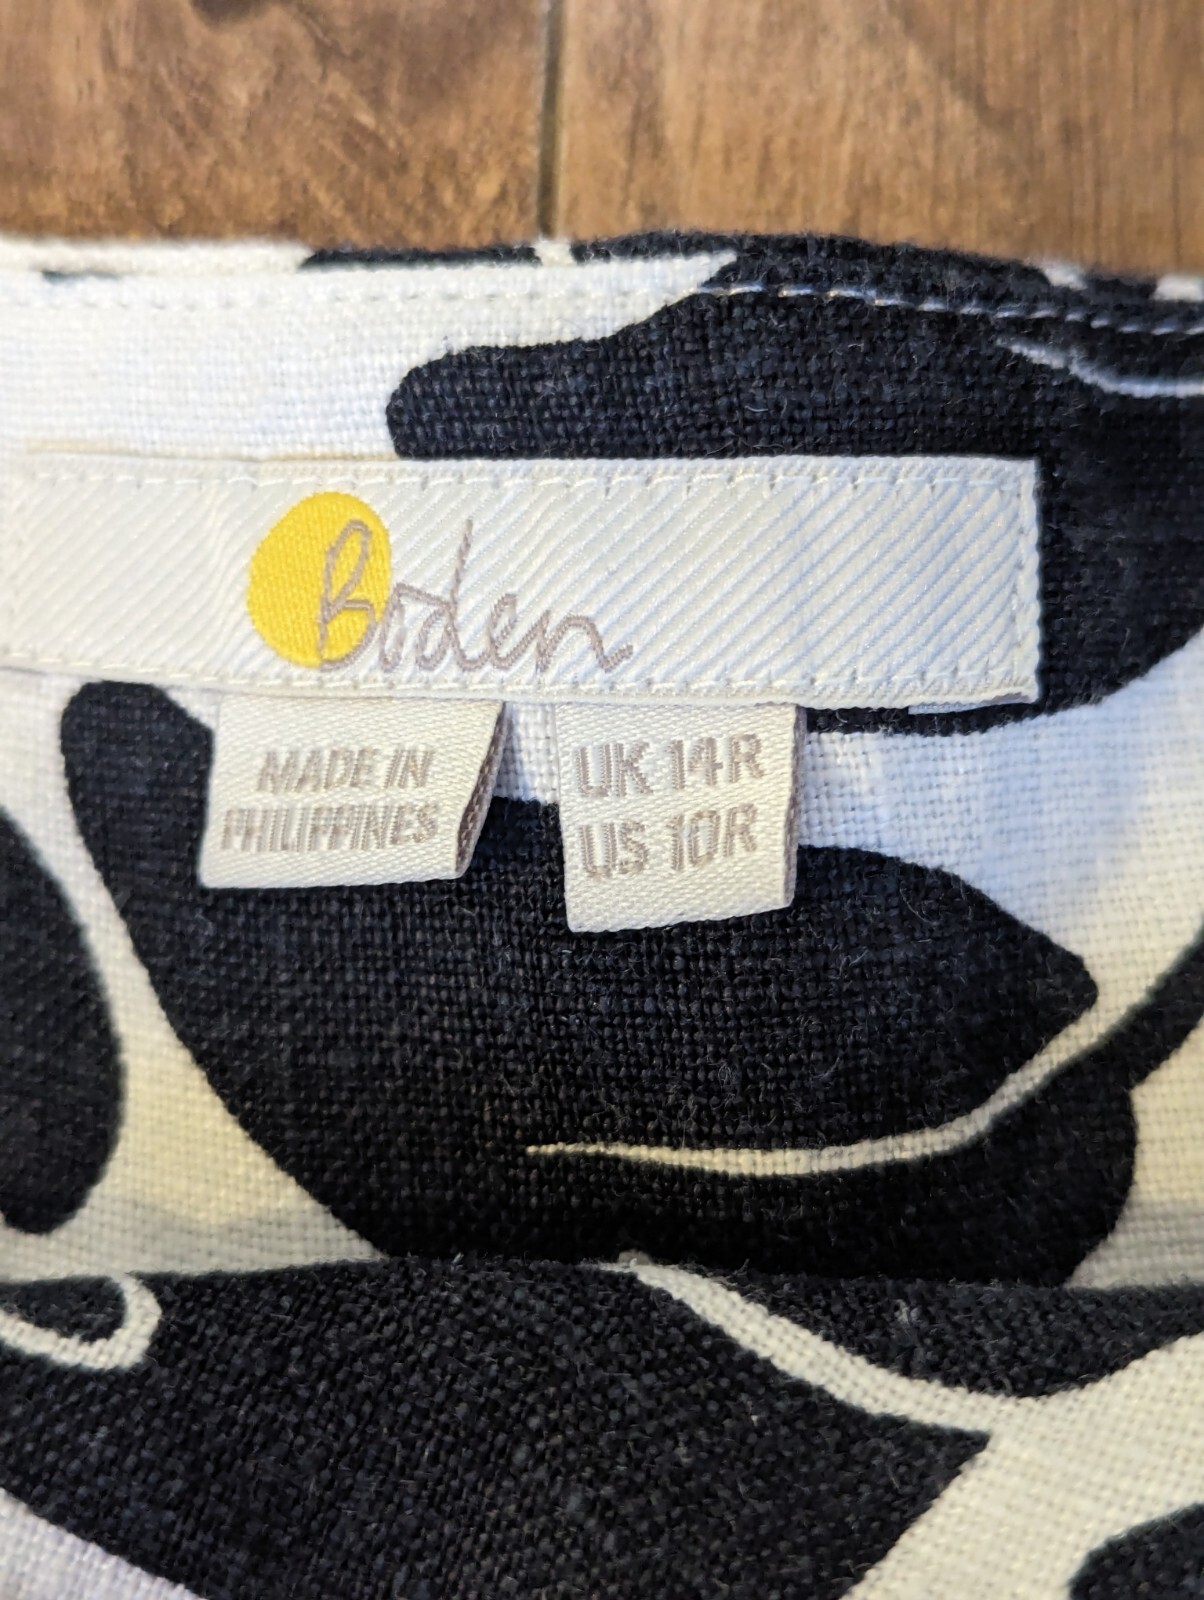 Boden
MADE IN
PHILIPPINES
UK 14R
US 10R